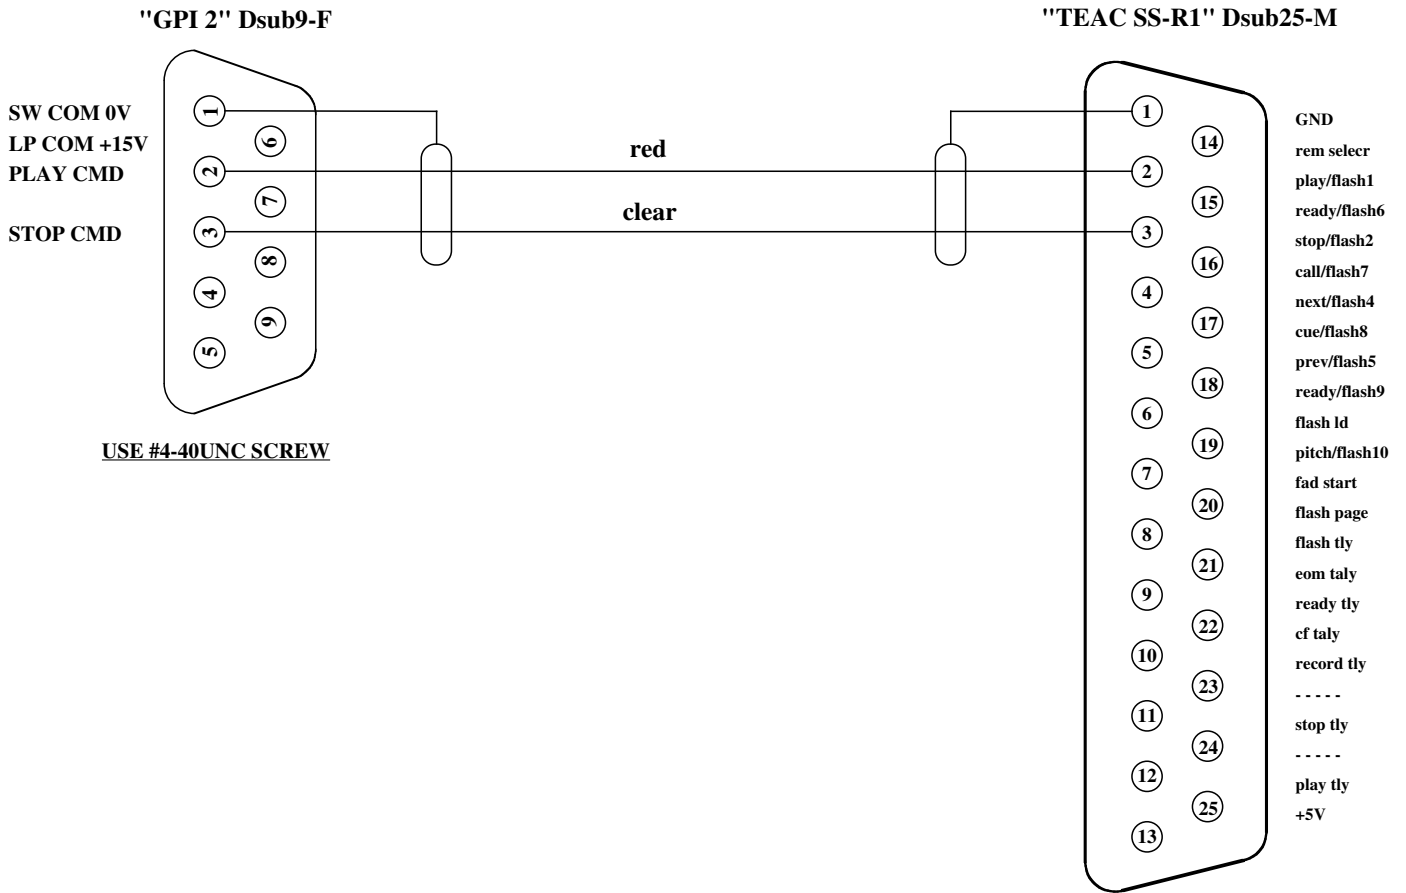 "GPI 2" Dsub9-F
SW COM 0V
LP COM +15V
PLAY CMD
STOP CMD
1
6
2
7
3
8
4
9
5
USE #4-40UNC SCREW
red
clear
"TEAC SS-R1" Dsub25-M
1
14
2
15
3
16
4
17
5
18
6
19
7
20
8
21
9
22
10
23
11
24
12
25
13
GND
rem selecr
play/flash1
ready/flash6
stop/flash2
call/flash7
next/flash4
cue/flash8
prev/flash5
ready/flash9
flash ld
pitch/flash10
fad start
flash page
flash tly
eom taly
ready tly
cf taly
record tly
- - - - -
stop tly
- - - - -
play tly
+5V